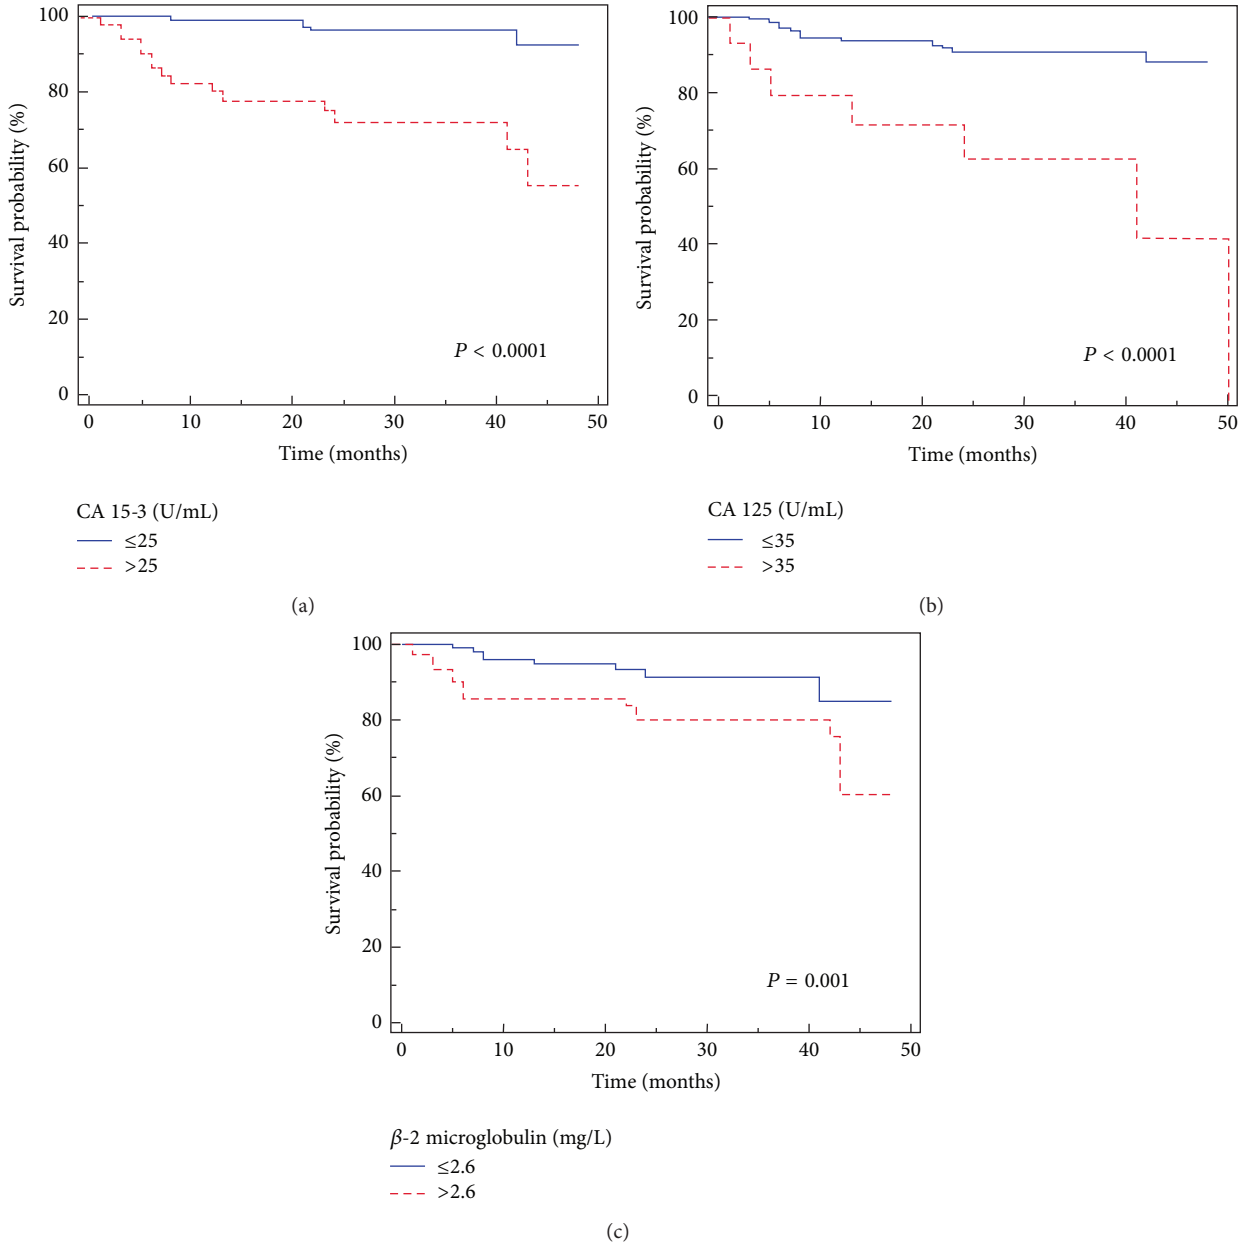 100
80
60
40
20
0
Survival probability (%)
P < 0.0001
0 10 20 30 40 50
Time (months)
CA 15-3 (U/mL)
≤25
>25
(a)
100
80
60
40
20
0
Survival probability (%)
P < 0.0001
0 10 20 30 40 50
Time (months)
CA 125 (U/mL)
≤35
>35
(b)
100
80
60
40
20
0
Survival probability (%)
P = 0.001
0 10 20 30 40 50
Time (months)
β-2 microglobulin (mg/L)
≤2.6
>2.6
(c)